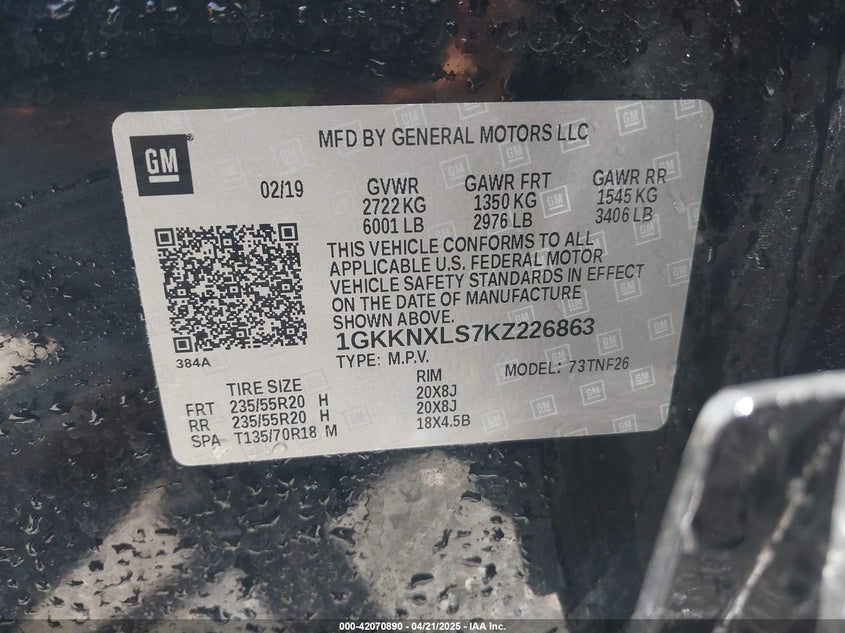 GM
MFD BY GENERAL MOTORS LLC
02/19
GVWR GAWR FRT GAWR RR
2722 KG 1350 KG 1545 KG
6001 LB 2976 LB 3406 LB
THIS VEHICLE CONFORMS TO ALL
APPLICABLE U.S. FEDERAL MOTOR
VEHICLE SAFETY STANDARDS IN EFFECT
ON THE DATE OF MANUFACTURE
SHOWN ABOVE.
1GKKNXLS7KZ226863
384A
TYPE: M.P.V. MODEL: 73TNF26
TIRE SIZE RIM
FRT 235/55R20 H 20X8J
RR 235/55R20 H 20X8J
SPA T135/70R18 M 18X4.5B
000-42070890 - 04/21/2025 - IAA Inc.